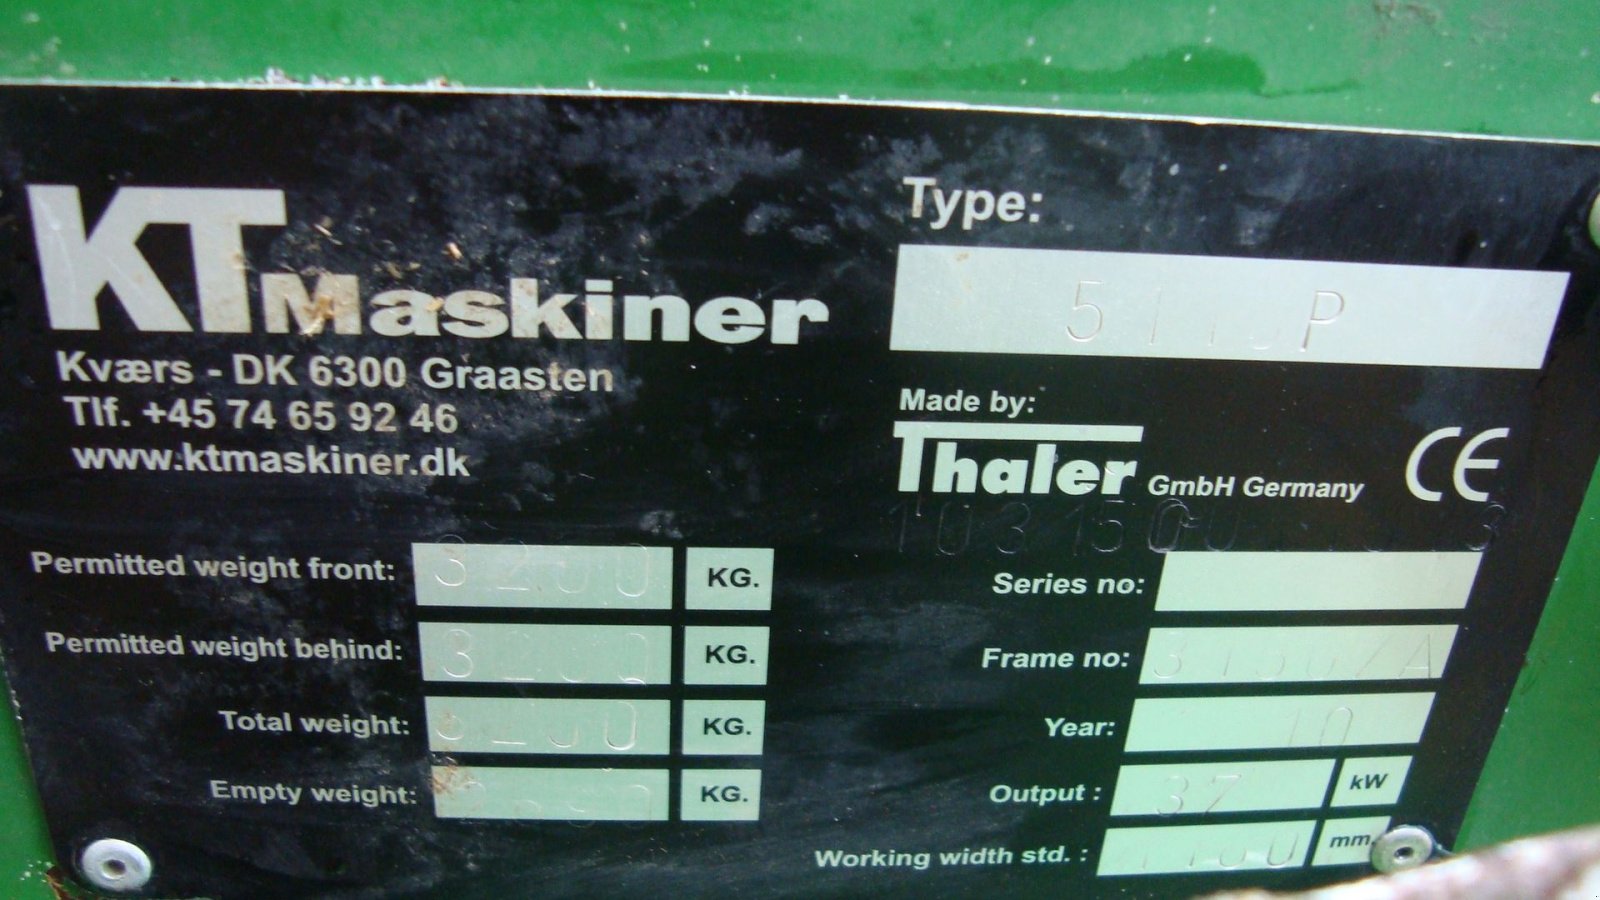 KT Maskiner
Kværs - DK 6300 Graasten
Tlf. +45 74 65 92 46
www.ktmaskiner.dk
Permitted weight front: 3200 KG.
Permitted weight behind: KG.
Total weight: KG.
Empty weight: KG.
Type:
Made by:
Thaler GmbH Germany CE
Series no:
Frame no:
Year: 10
Output : 37 kW
Working width std. : mm.